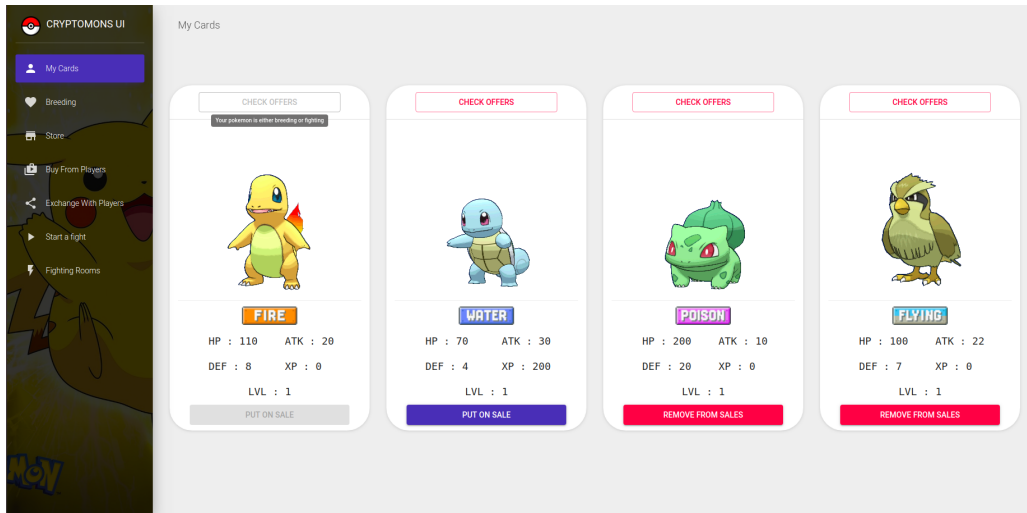 CRYPTOMONS UI
My Cards
Breeding
Store
Buy From Players
Exchange With Players
Start a fight
Fighting Rooms
MON
My Cards
CHECK OFFERS
Your pokemon is either breeding or fighting
FIRE
HP : 110 ATK : 20
DEF : 8 XP : 0
LVL : 1
PUT ON SALE
CHECK OFFERS
WATER
HP : 70 ATK : 30
DEF : 4 XP : 200
LVL : 1
PUT ON SALE
CHECK OFFERS
POISON
HP : 200 ATK : 10
DEF : 20 XP : 0
LVL : 1
REMOVE FROM SALES
CHECK OFFERS
FLYING
HP : 100 ATK : 22
DEF : 7 XP : 0
LVL : 1
REMOVE FROM SALES